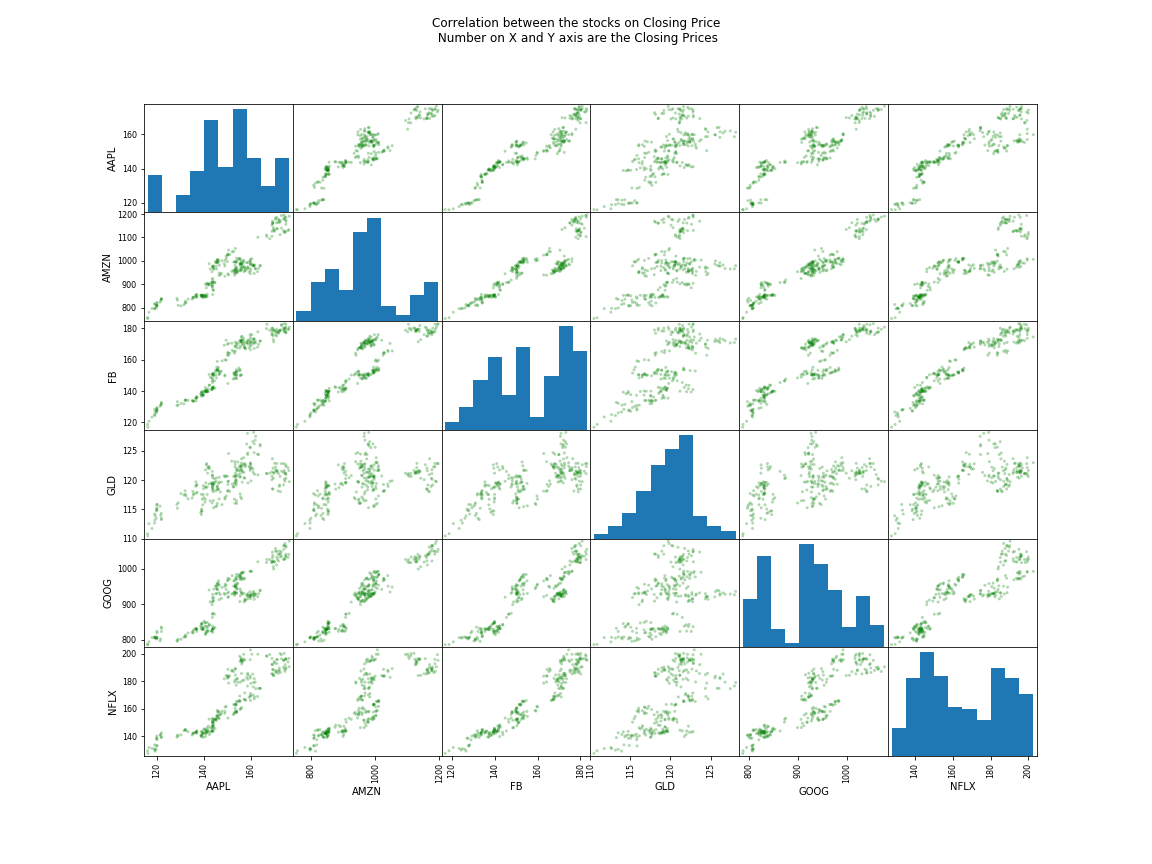 Correlation between the stocks on Closing Price
Number on X and Y axis are the Closing Prices
AAPL
160
140
120
AMZN
1200
1100
1000
900
800
FB
180
160
140
120
GLD
125
120
115
110
GOOG
1000
900
800
NFLX
200
180
160
140
120 140 160 800 1000 1200 120 140 160 180 110 115 120 125 800 900 1000 140 160 180 200
AAPL AMZN FB GLD GOOG NFLX